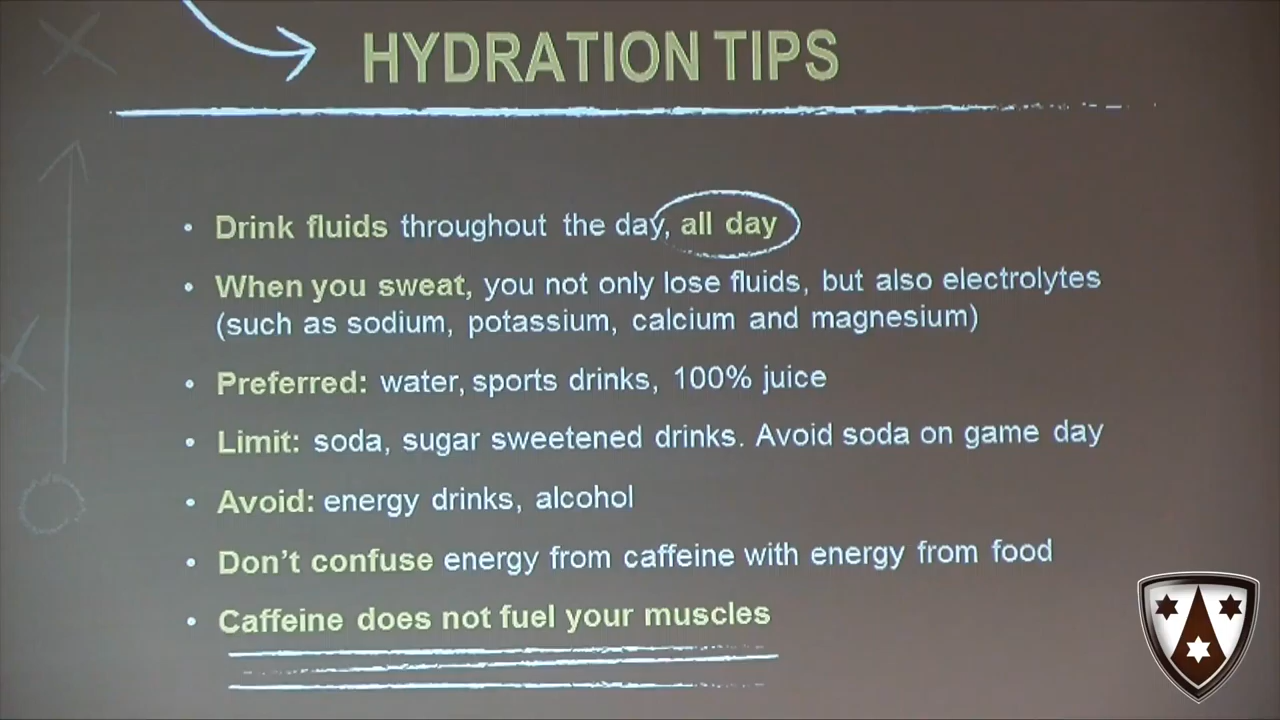 HYDRATION TIPS
• Drink fluids throughout the day, all day
• When you sweat, you not only lose fluids, but also electrolytes
(such as sodium, potassium, calcium and magnesium)
• Preferred: water, sports drinks, 100% juice
• Limit: soda, sugar sweetened drinks. Avoid soda on game day
• Avoid: energy drinks, alcohol
• Don't confuse energy from caffeine with energy from food
• Caffeine does not fuel your muscles